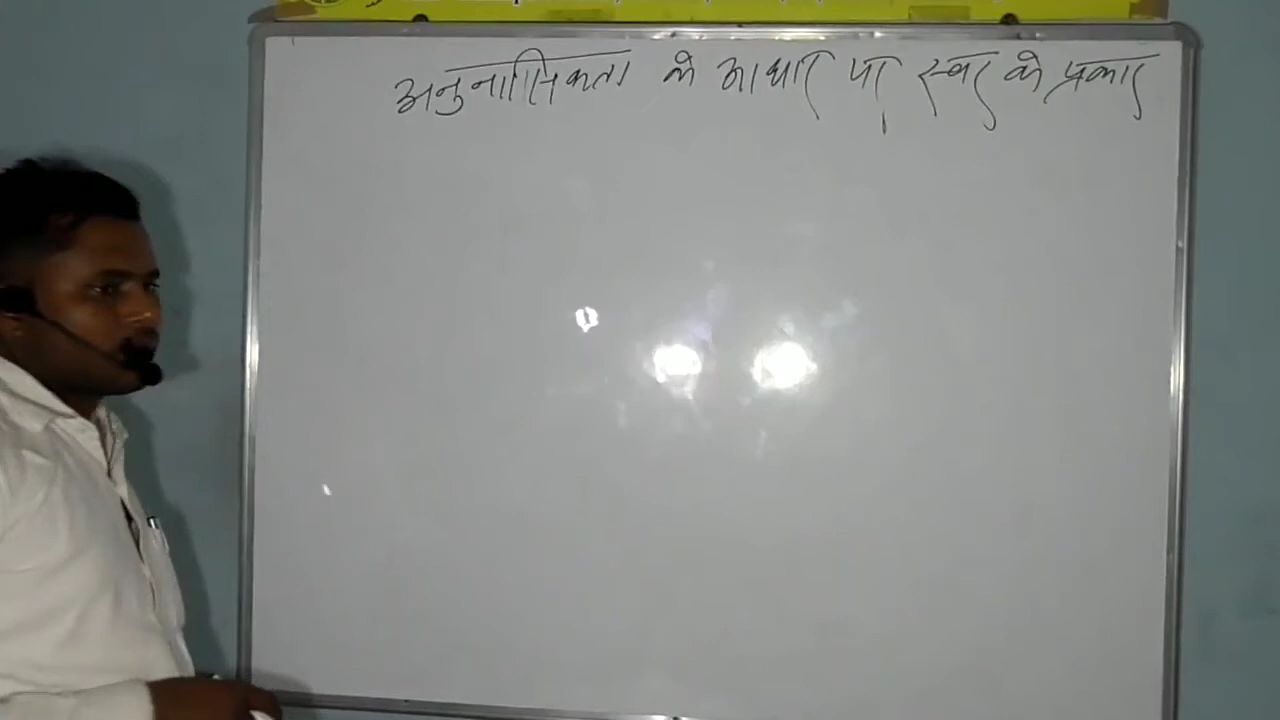 अनुनासिकता के आधार पर स्वर के प्रकार